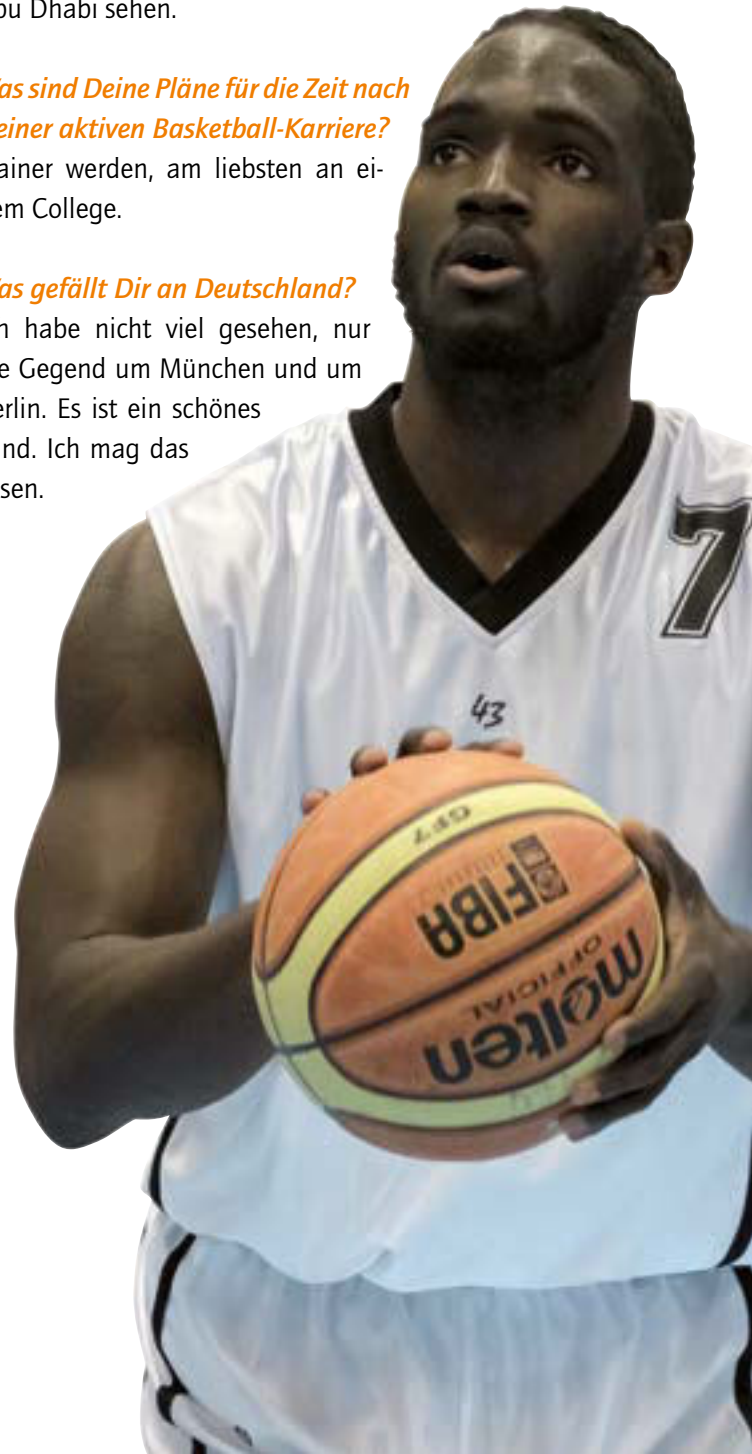 bu Dhabi sehen.
as sind Deine Pläne für die Zeit nach
einer aktiven Basketball-Karriere?
ainer werden, am liebsten an ei-
em College.
as gefällt Dir an Deutschland?
h habe nicht viel gesehen, nur
e Gegend um München und um
erlin. Es ist ein schönes
nd. Ich mag das
sen.
7
43
GF7
FIBA
OFFICIAL
molten